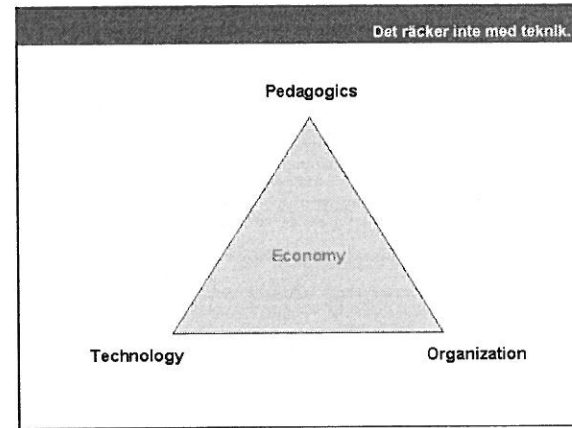 Det räcker inte med teknik.
Pedagogics
Economy
Technology
Organization